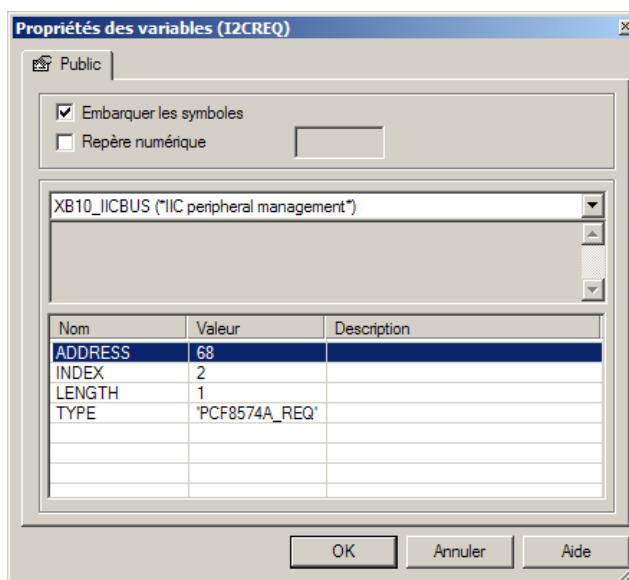 Propriétés des variables (I2CREQ)
Public
Embarquer les symboles
Repère numérique
XB10_IICBUS (*IIC peripheral management*)
Nom Valeur Description
ADDRESS 68
INDEX 2
LENGTH 1
TYPE 'PCF8574A_REQ'
OK Annuler Aide